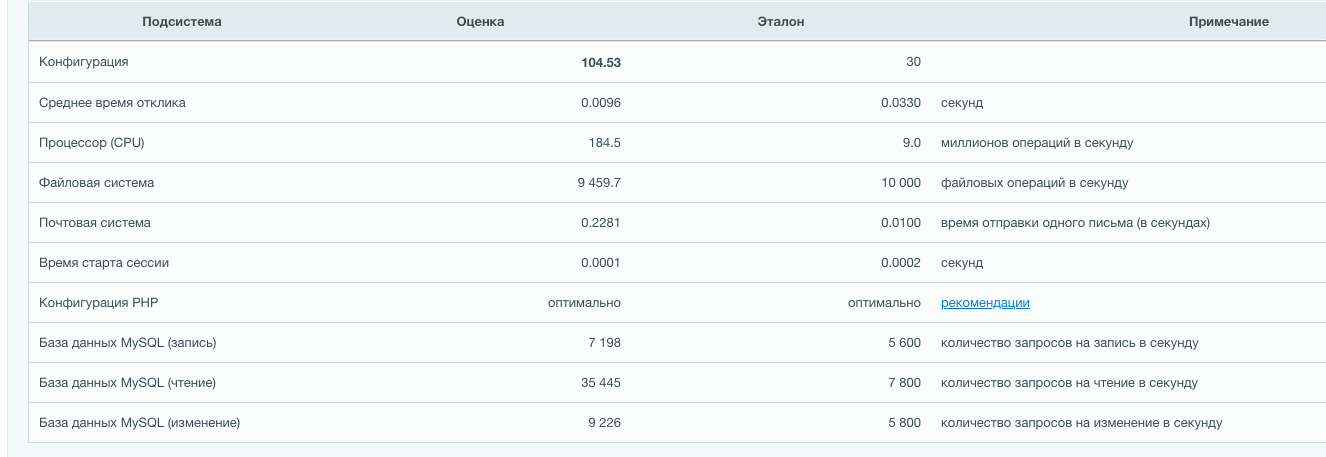 Подсистема Оценка Эталон Примечание
Конфигурация 104.53 30
Среднее время отклика 0.0096 0.0330 секунд
Процессор (CPU) 184.5 9.0 миллионов операций в секунду
Файловая система 9 459.7 10 000 файловых операций в секунду
Почтовая система 0.2281 0.0100 время отправки одного письма (в секундах)
Время старта сессии 0.0001 0.0002 секунд
Конфигурация PHP оптимально оптимально рекомендации
База данных MySQL (запись) 7 198 5 600 количество запросов на запись в секунду
База данных MySQL (чтение) 35 445 7 800 количество запросов на чтение в секунду
База данных MySQL (изменение) 9 226 5 800 количество запросов на изменение в секунду